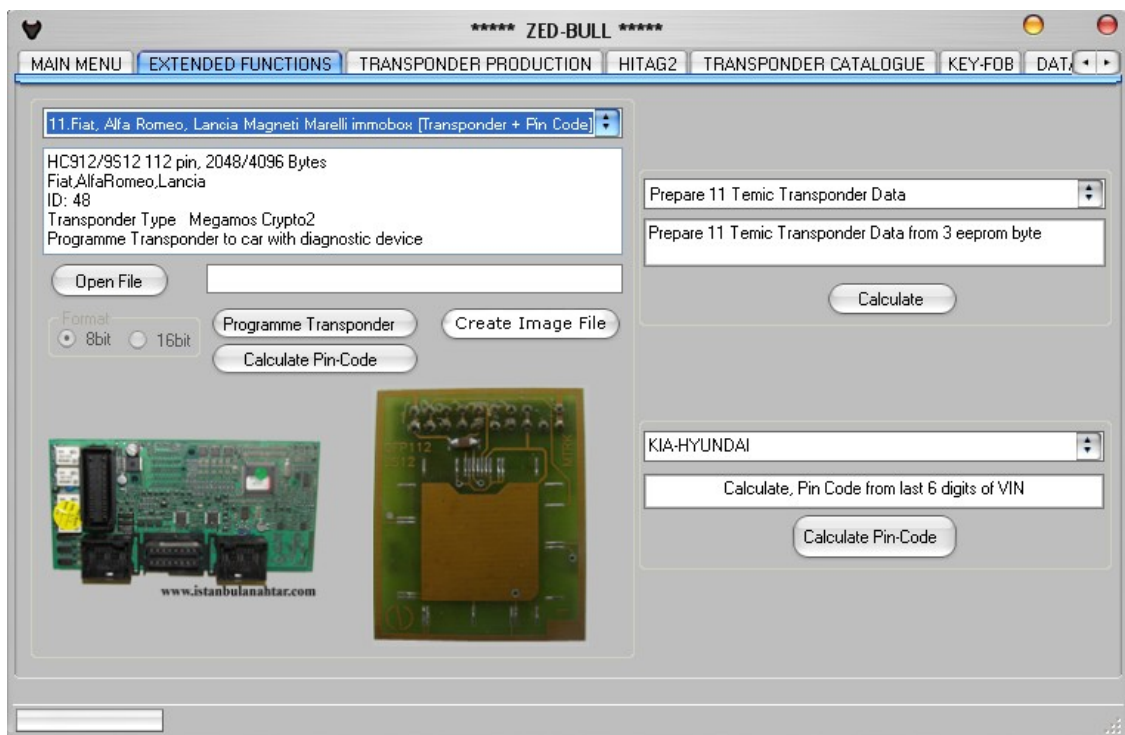 ***** ZED-BULL *****
MAIN MENU EXTENDED FUNCTIONS TRANSPONDER PRODUCTION HITAG2 TRANSPONDER CATALOGUE KEY-FOB DATA
11.Fiat, Alfa Romeo, Lancia Magneti Marelli immobox [Transponder + Pin Code]
HC912/9S12 112 pin, 2048/4096 Bytes
Fiat,AlfaRomeo,Lancia
ID: 48
Transponder Type Megamos Crypto2
Programme Transponder to car with diagnostic device
Open File
Format
8bit 16bit
Programme Transponder
Create Image File
Calculate Pin-Code
www.istanbulanahtar.com
Prepare 11 Temic Transponder Data
Prepare 11 Temic Transponder Data from 3 eeprom byte
Calculate
KIA-HYUNDAI
Calculate, Pin Code from last 6 digits of VIN
Calculate Pin-Code